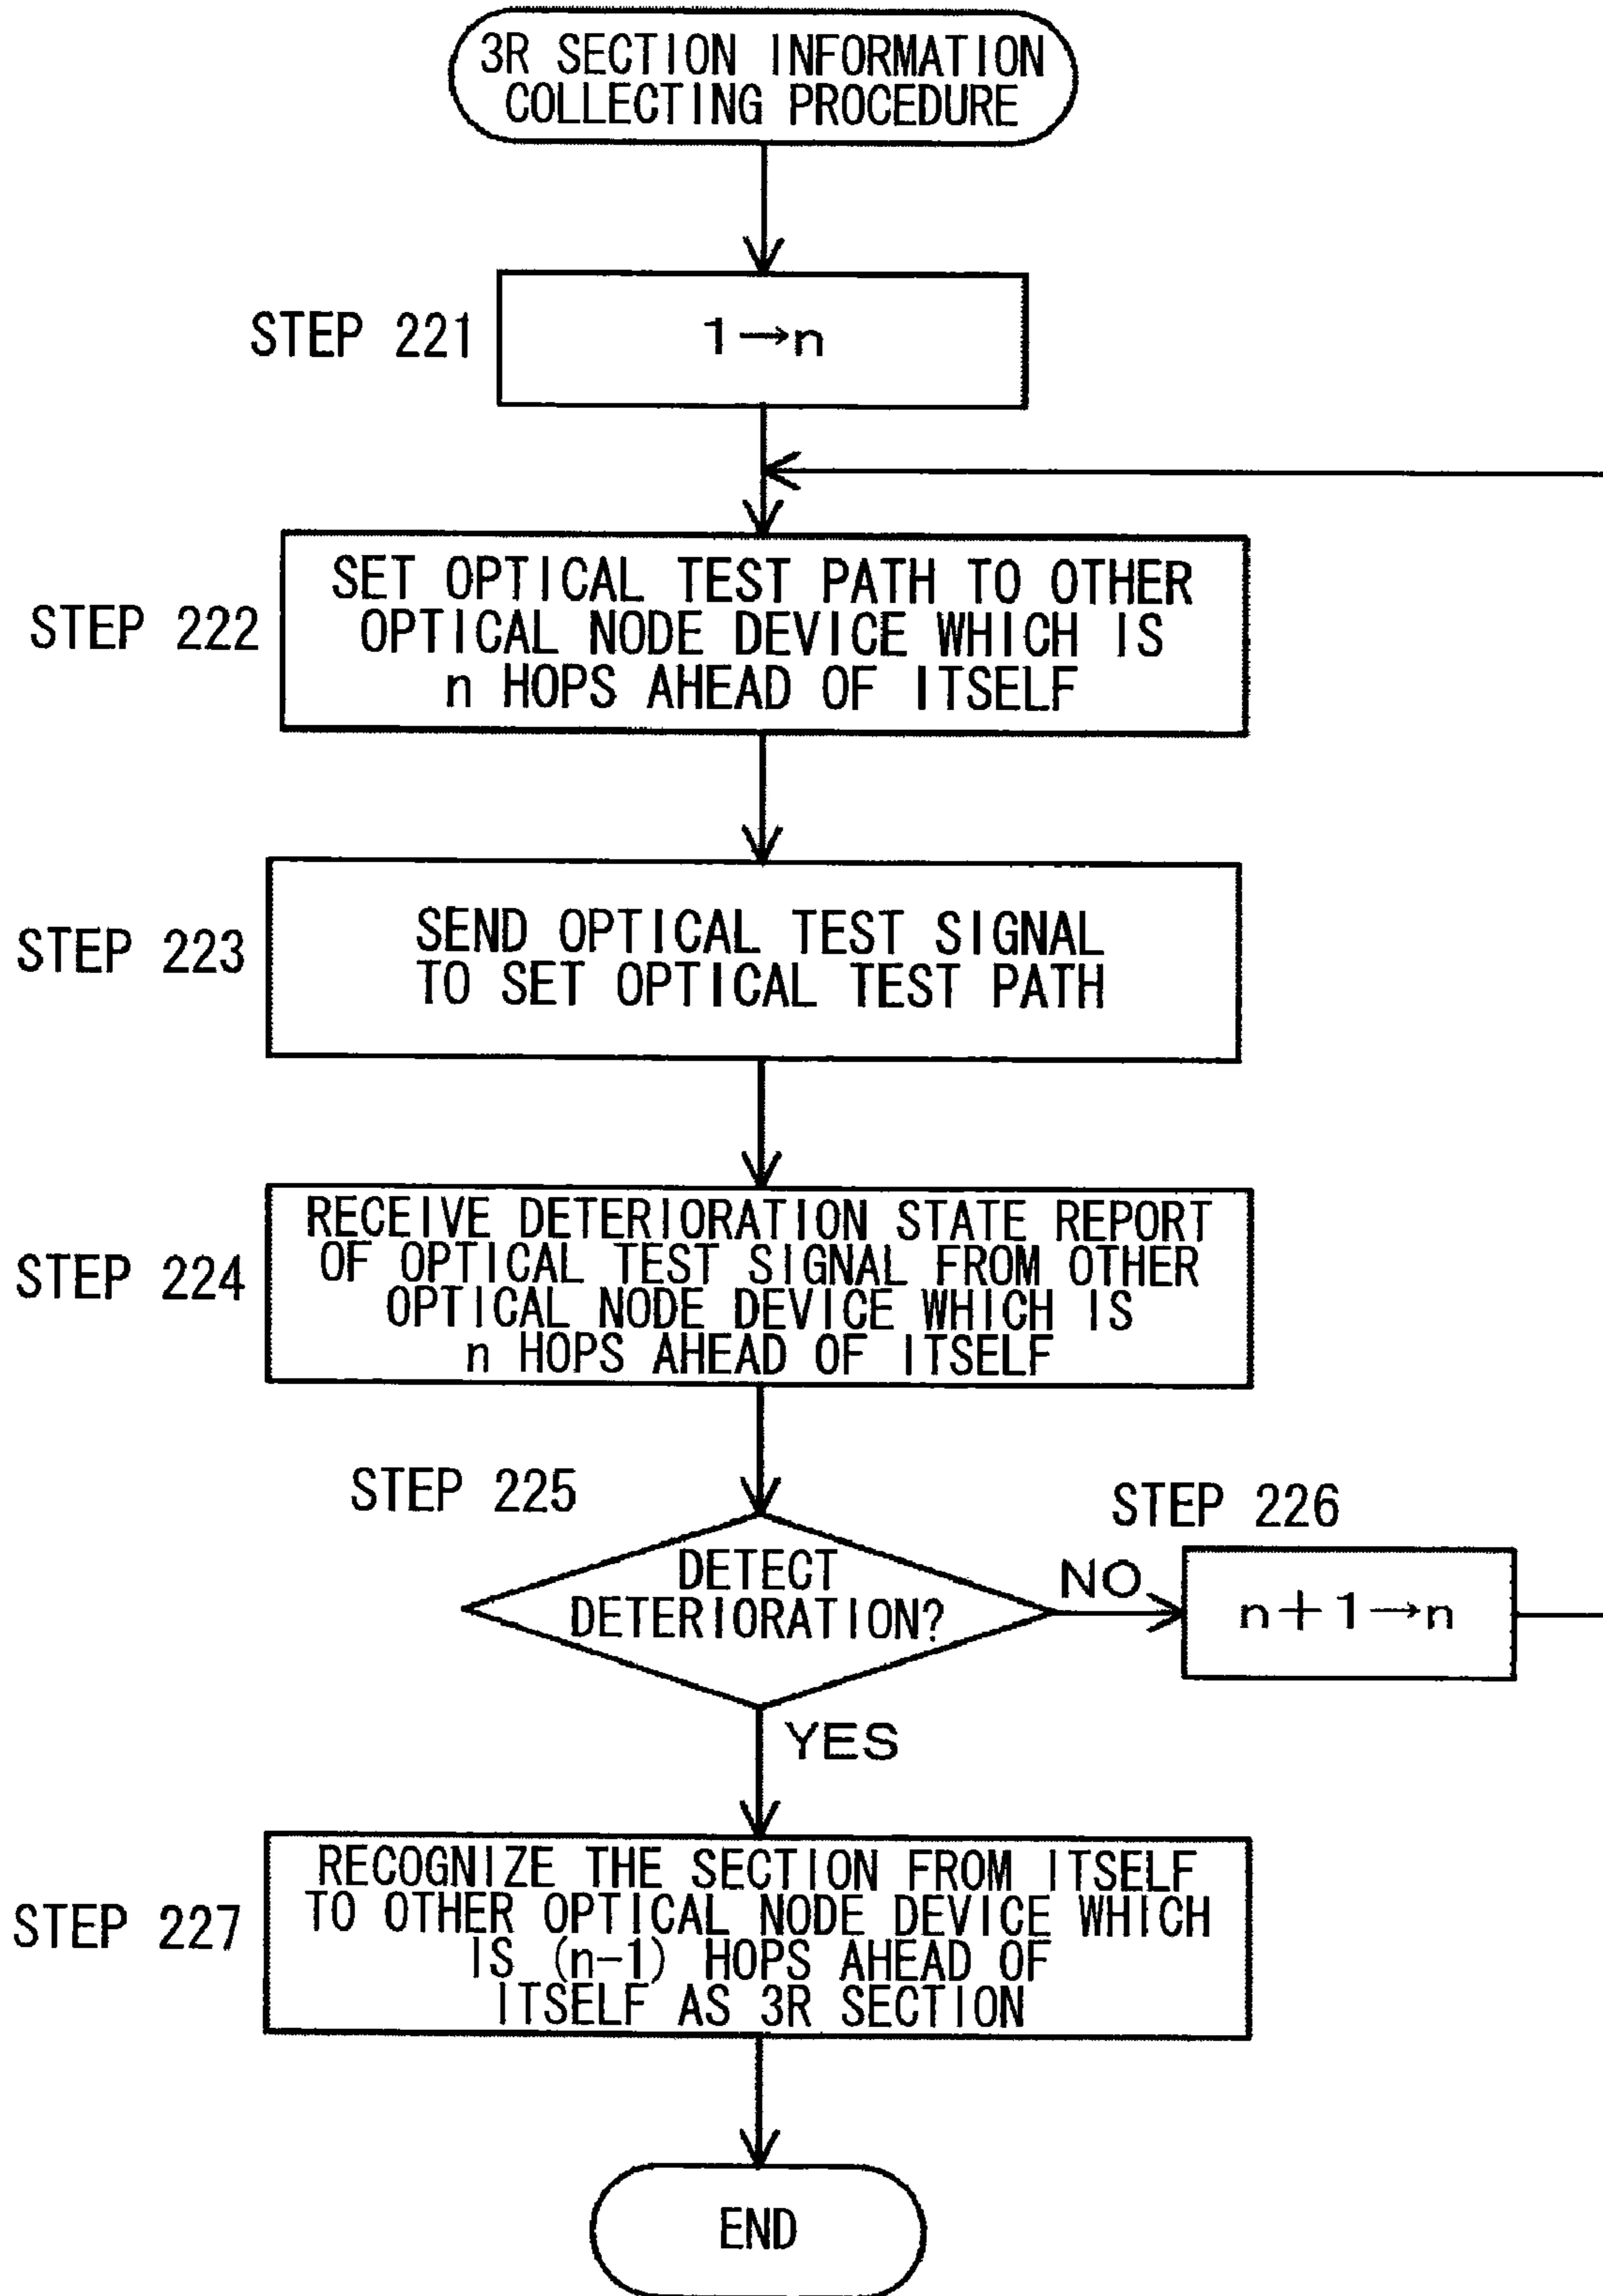 3R SECTION INFORMATION
COLLECTING PROCEDURE
STEP 221
1→n
STEP 222
SET OPTICAL TEST PATH TO OTHER
OPTICAL NODE DEVICE WHICH IS
n HOPS AHEAD OF ITSELF
STEP 223
SEND OPTICAL TEST SIGNAL
TO SET OPTICAL TEST PATH
STEP 224
RECEIVE DETERIORATION STATE REPORT
OF OPTICAL TEST SIGNAL FROM OTHER
OPTICAL NODE DEVICE WHICH IS
n HOPS AHEAD OF ITSELF
STEP 225
DETECT
DETERIORATION?
NO
STEP 226
n+1→n
YES
STEP 227
RECOGNIZE THE SECTION FROM ITSELF
TO OTHER OPTICAL NODE DEVICE WHICH
IS (n-1) HOPS AHEAD OF
ITSELF AS 3R SECTION
END